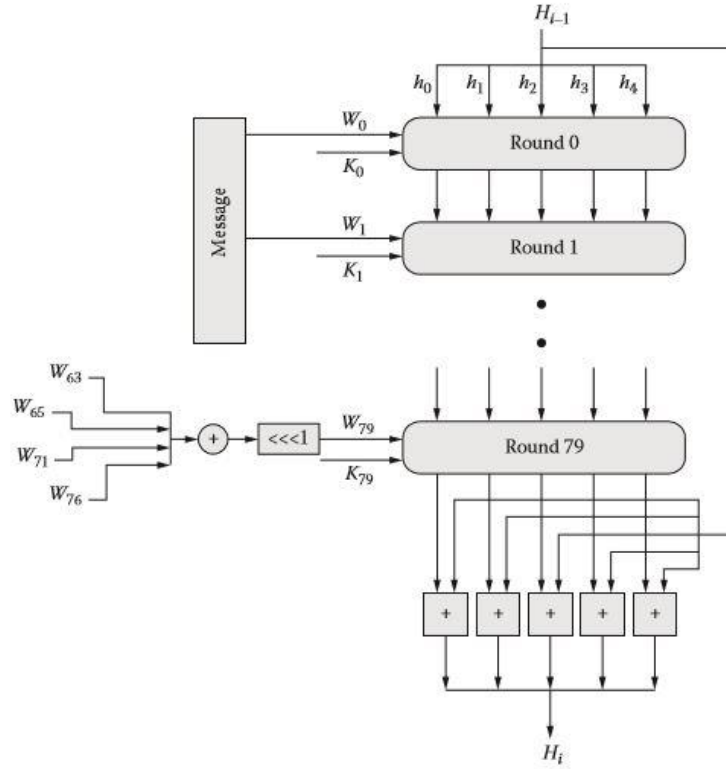 H_{i-1}
h_0 h_1 h_2 h_3 h_4
W_0
Round 0
K_0
Message
W_1
Round 1
K_1
W_63
W_65
W_71
W_76
+
<<<1
W_79
Round 79
K_79
+ + + + +
H_i